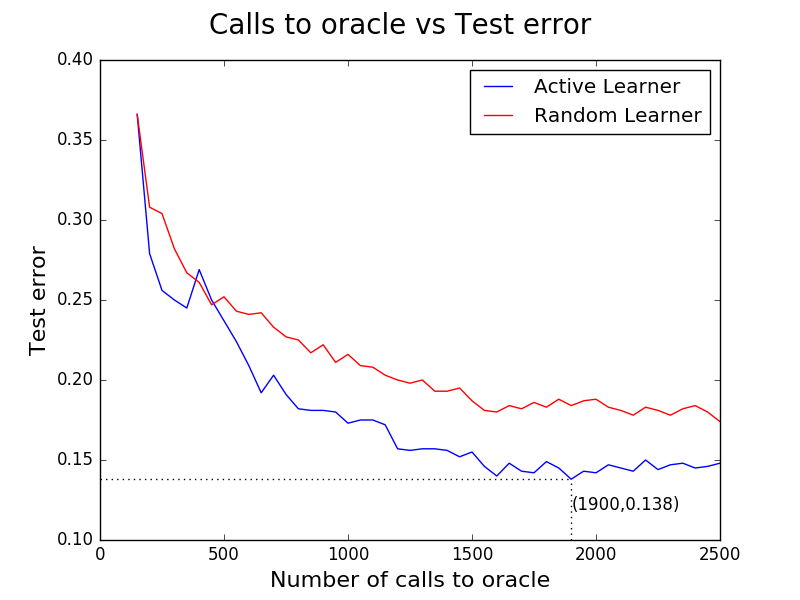 Calls to oracle vs Test error
Active Learner
Random Learner
0.40
0.35
0.30
0.25
0.20
0.15
0.10
Test error
(1900,0.138)
0 500 1000 1500 2000 2500
Number of calls to oracle